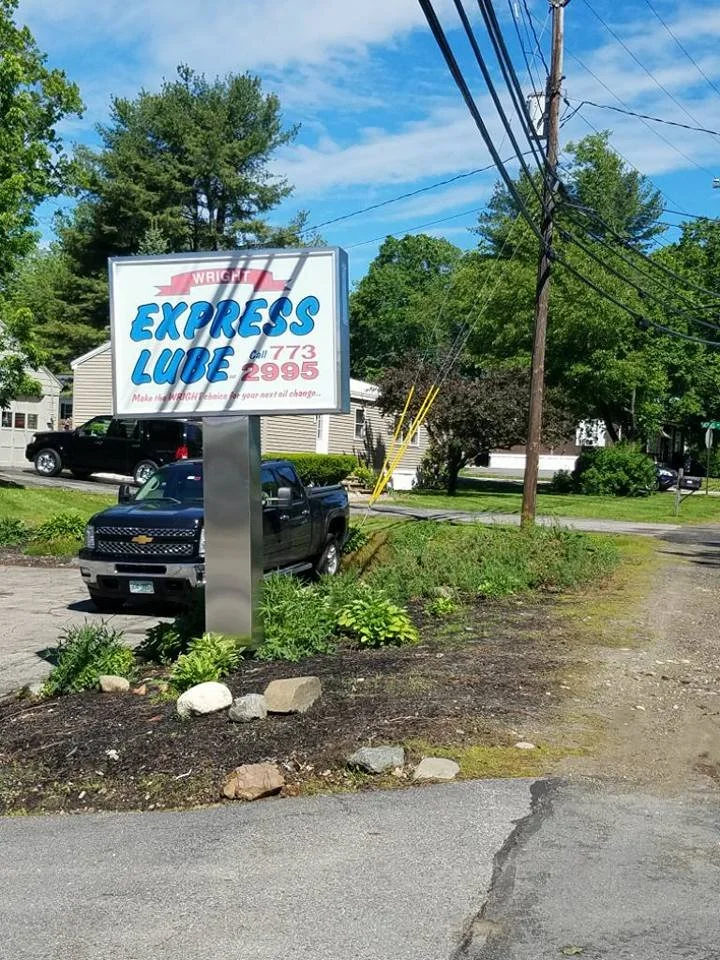 WRIGHT
EXPRESS
LUBE Call 773
2995
Make the WRIGHT choice for your next oil change..